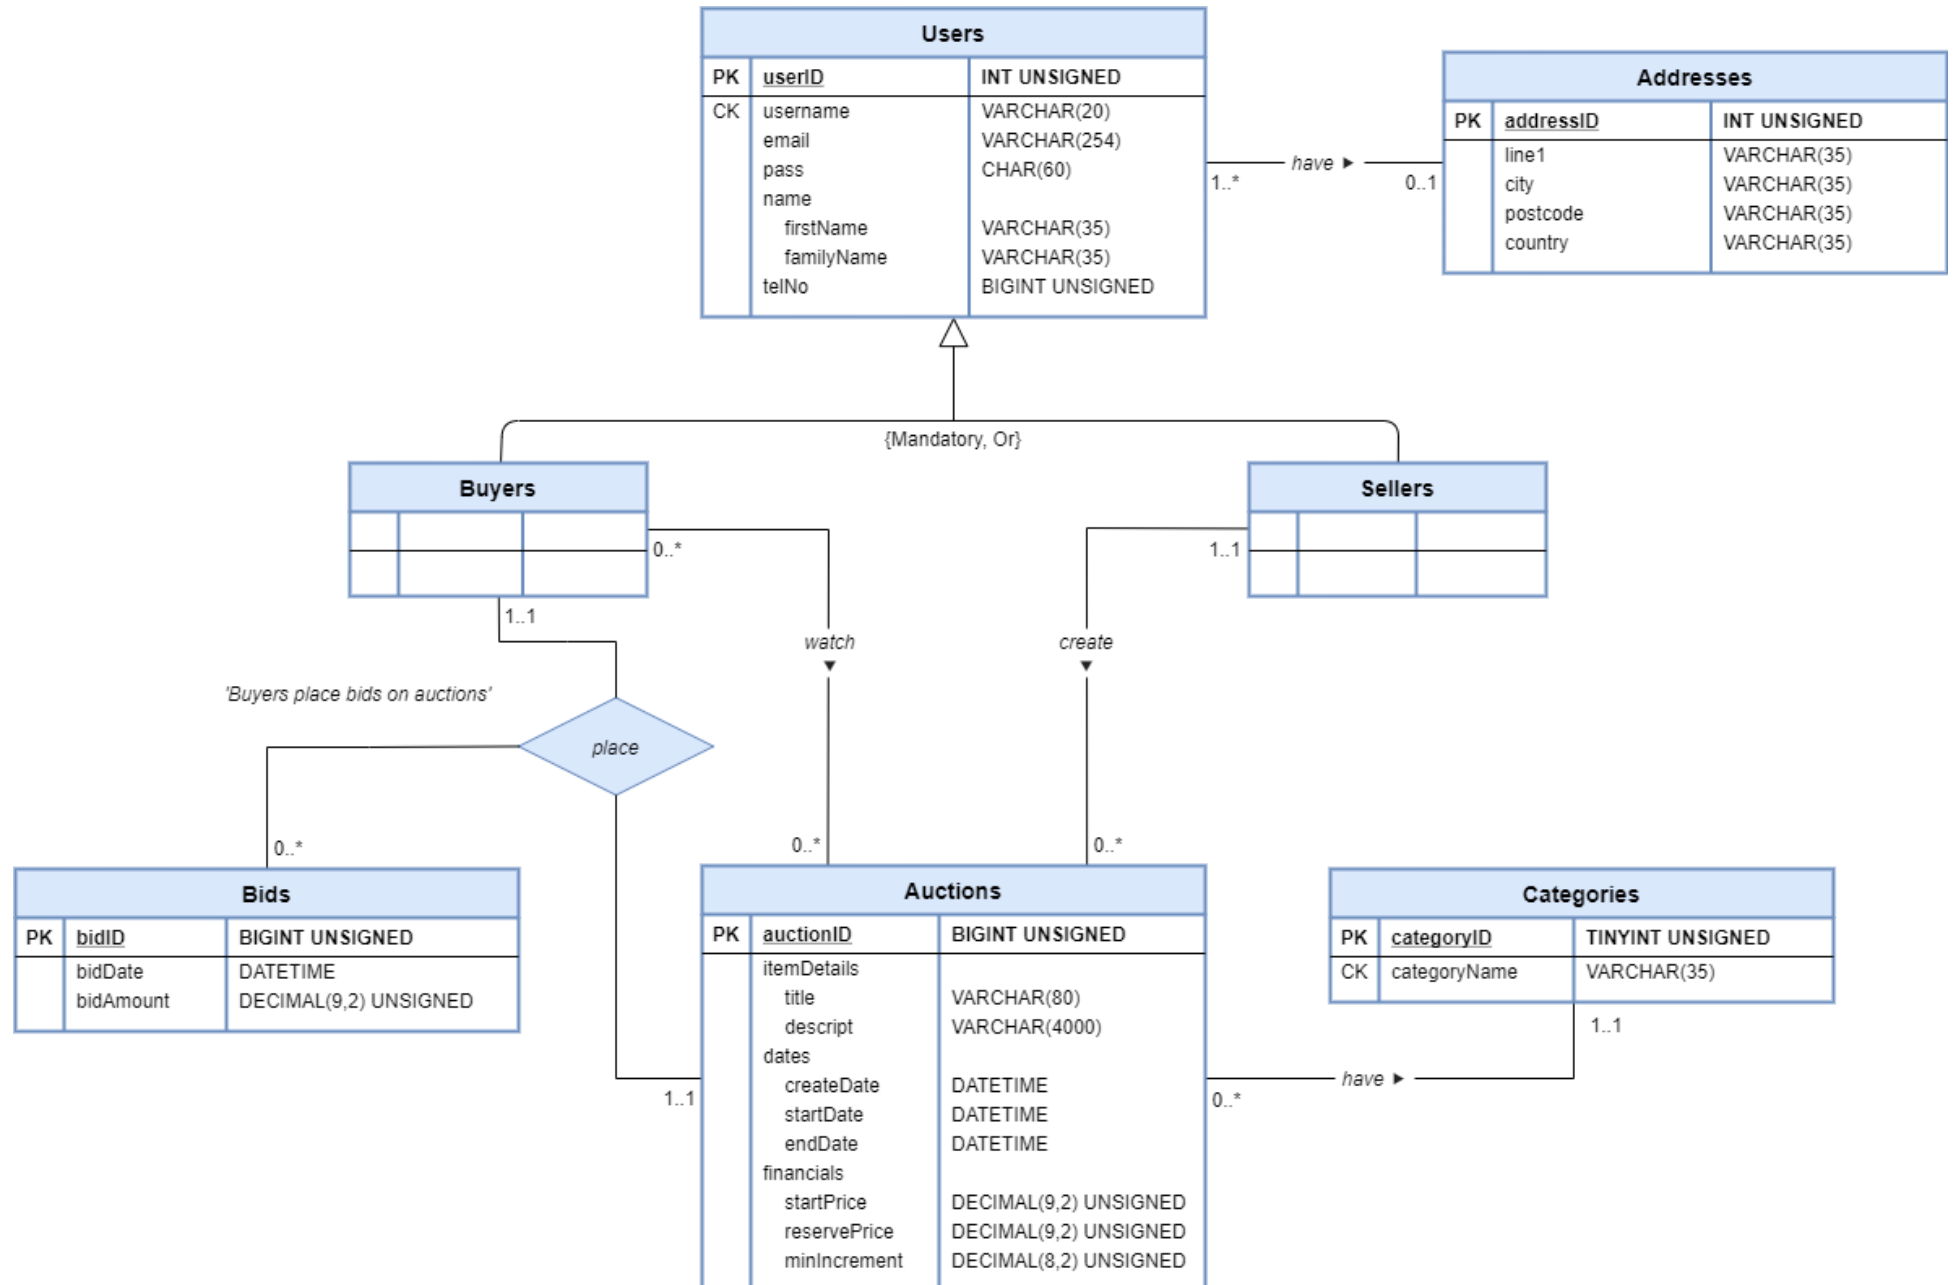 Users
PK userID INT UNSIGNED
CK username VARCHAR(20)
email VARCHAR(254)
pass CHAR(60)
name
firstName VARCHAR(35)
familyName VARCHAR(35)
telNo BIGINT UNSIGNED
1..* have ▶ 0..1
Addresses
PK addressID INT UNSIGNED
line1 VARCHAR(35)
city VARCHAR(35)
postcode VARCHAR(35)
country VARCHAR(35)
{Mandatory, Or}
Buyers
Sellers
0..*
1..1
1..1
watch
▼
create
▼
'Buyers place bids on auctions'
place
0..*
0..*
0..*
Bids
PK bidID BIGINT UNSIGNED
bidDate DATETIME
bidAmount DECIMAL(9,2) UNSIGNED
1..1
Auctions
PK auctionID BIGINT UNSIGNED
itemDetails
title VARCHAR(80)
descript VARCHAR(4000)
dates
createDate DATETIME
startDate DATETIME
endDate DATETIME
financials
startPrice DECIMAL(9,2) UNSIGNED
reservePrice DECIMAL(9,2) UNSIGNED
minIncrement DECIMAL(8,2) UNSIGNED
Categories
PK categoryID TINYINT UNSIGNED
CK categoryName VARCHAR(35)
1..1
0..* have ▶